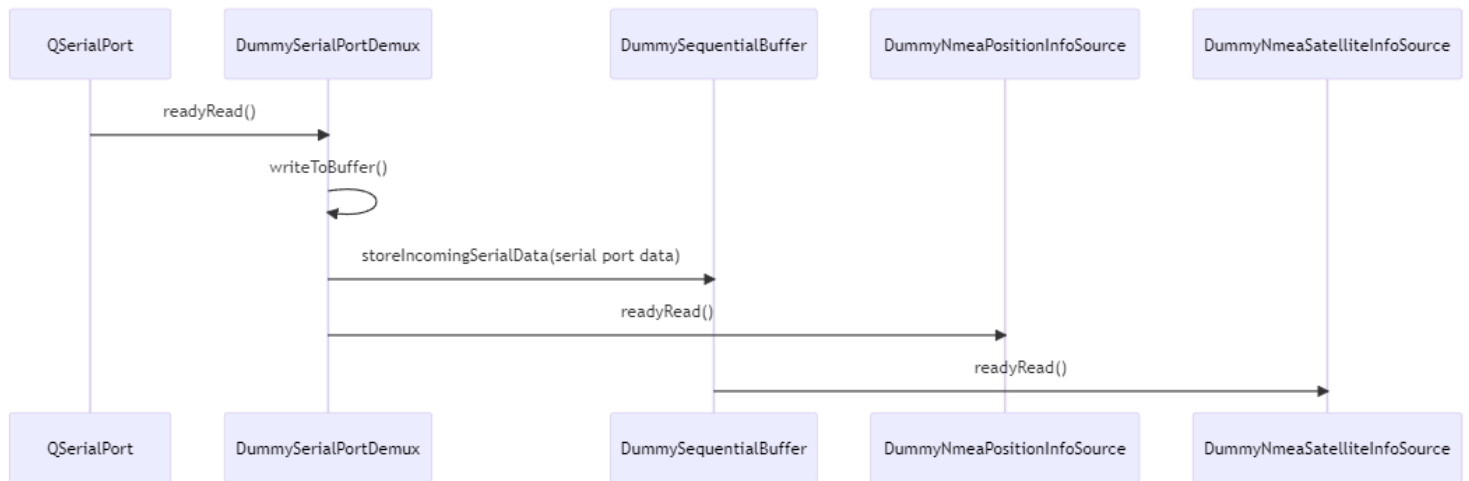 QSerialPort
DummySerialPortDemux
DummySequentialBuffer
DummyNmeaPositionInfoSource
DummyNmeaSatelliteInfoSource
readyRead()
writeToBuffer()
storeIncomingSerialData(serial port data)
readyRead()
readyRead()
QSerialPort
DummySerialPortDemux
DummySequentialBuffer
DummyNmeaPositionInfoSource
DummyNmeaSatelliteInfoSource